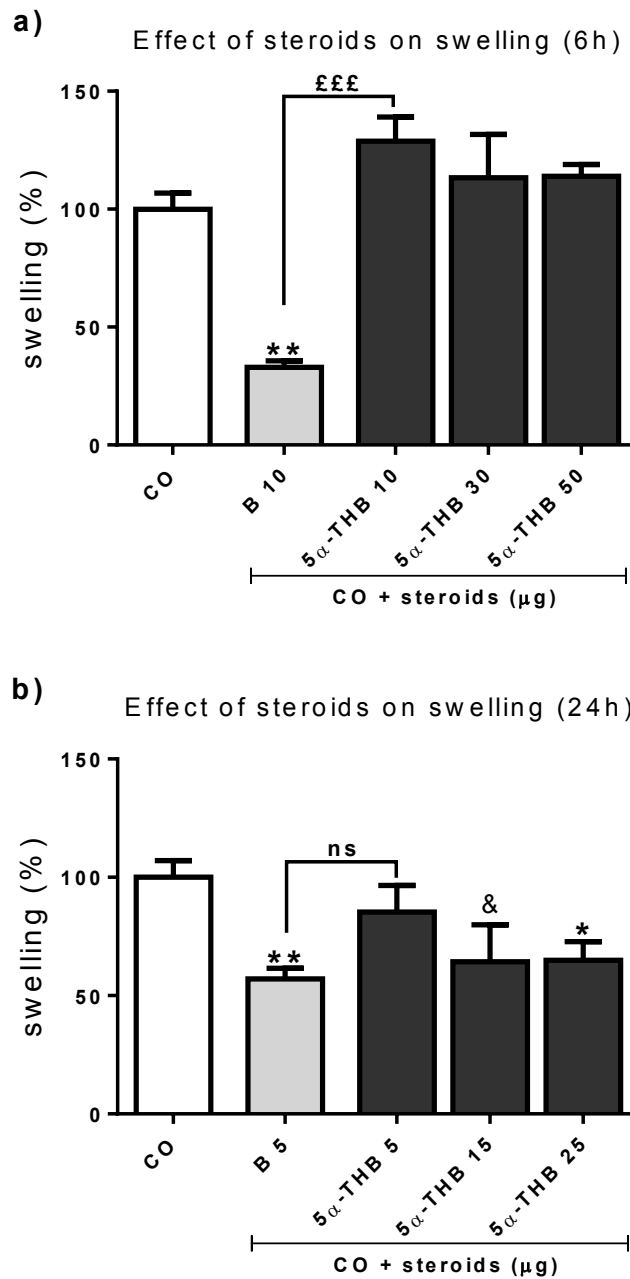 a)
Effect of steroids on swelling (6h)
£££
150
100
50
0
swelling (%)
**
CO
B 10
5α-THB 10
5α-THB 30
5α-THB 50
CO + steroids (μg)
b)
Effect of steroids on swelling (24h)
150
100
50
0
swelling (%)
ns
**
&
*
CO
B 5
5α-THB 5
5α-THB 15
5α-THB 25
CO + steroids (μg)